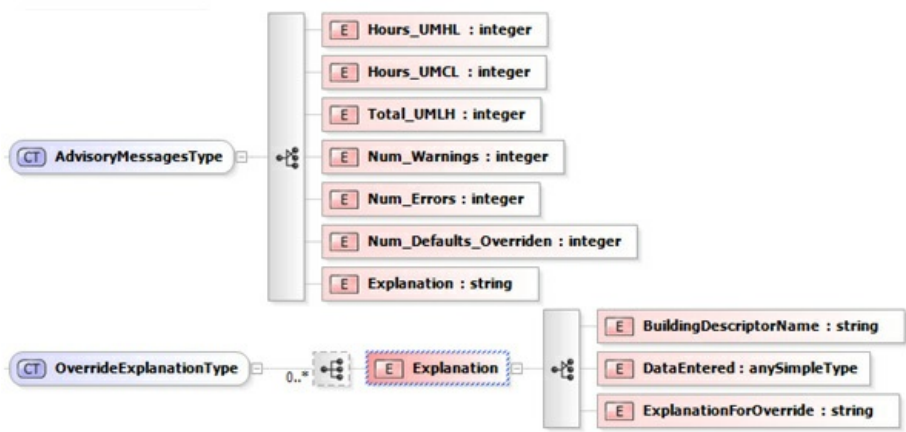 E Hours_UMHL : integer
E Hours_UMCL : integer
E Total_UMLH : integer
CT AdvisoryMessagesType
E Num_Warnings : integer
E Num_Errors : integer
E Num_Defaults_Overriden : integer
E Explanation : string
E BuildingDescriptorName : string
CT OverrideExplanationType
0..*
E Explanation
E DataEntered : anySimpleType
E ExplanationForOverride : string